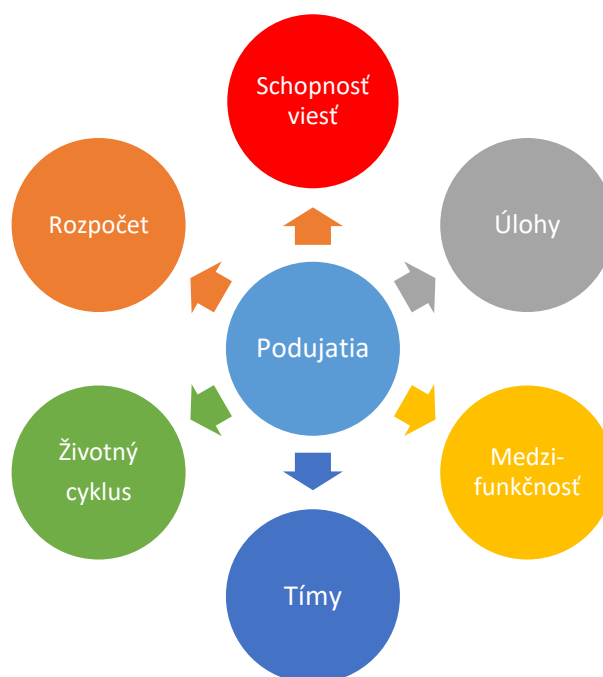 Schopnosť
viesť
Rozpočet
Úlohy
Podujatia
Životný
cyklus
Medzi-
funkčnosť
Tímy